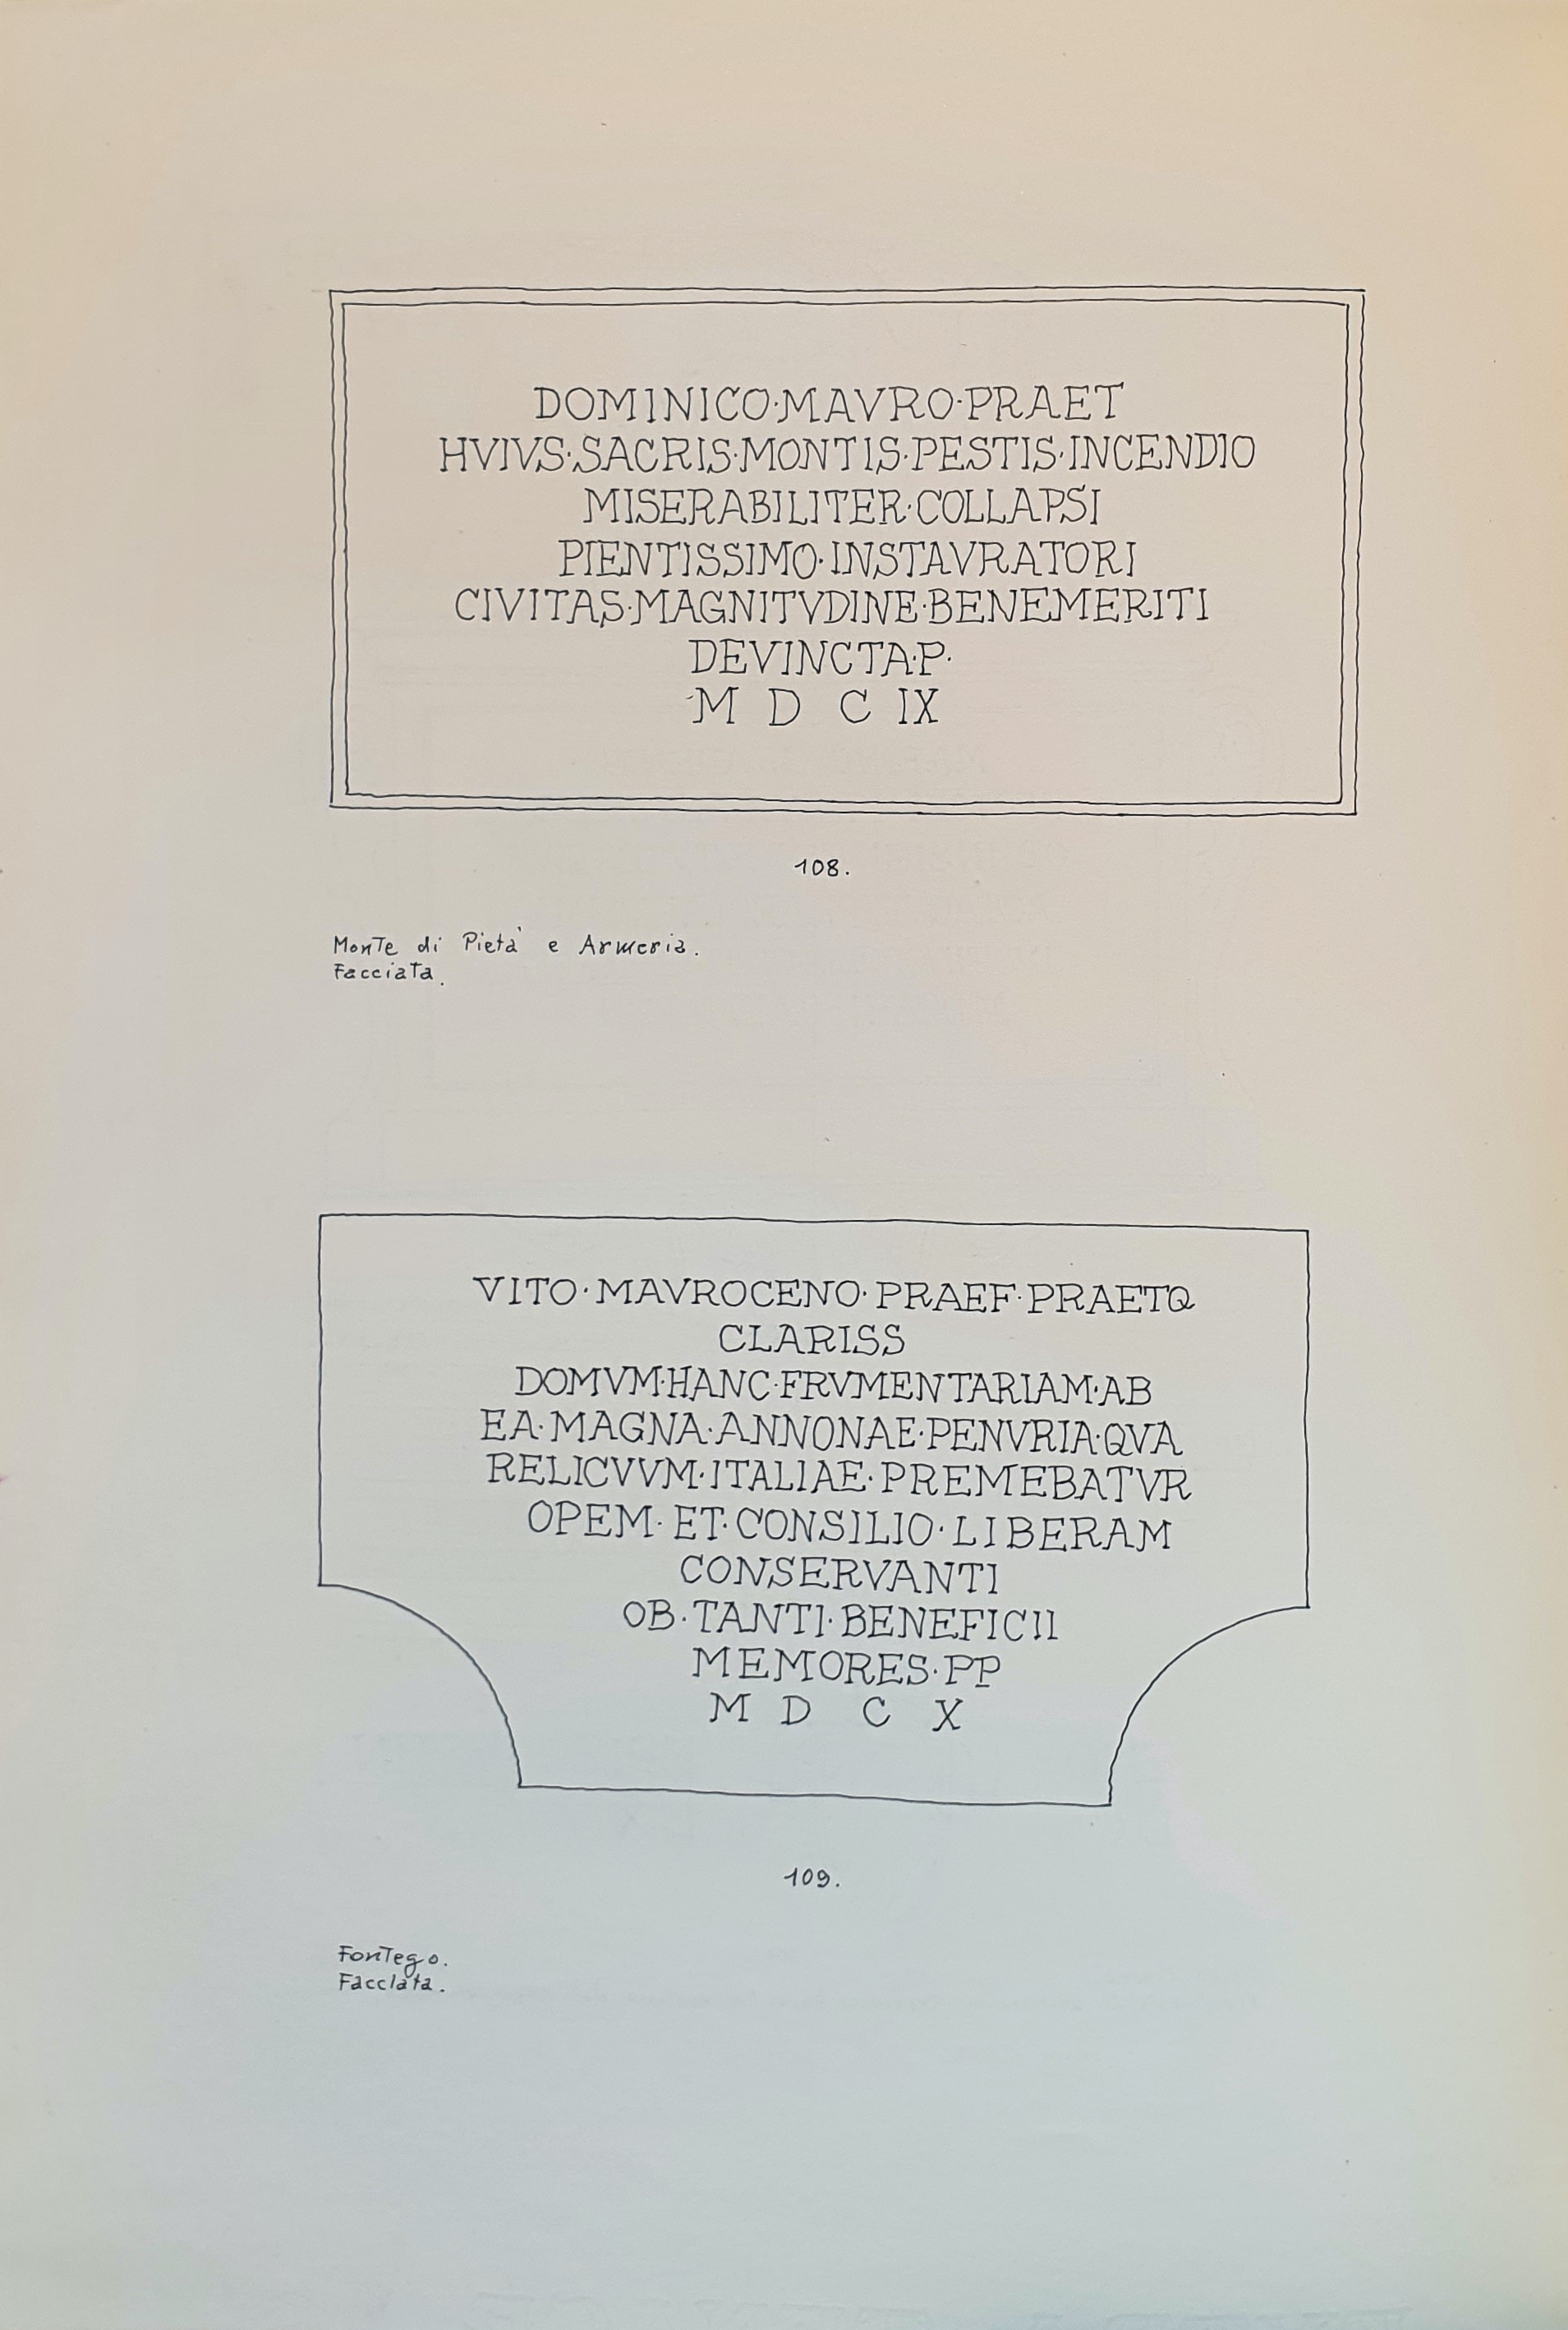 DOMINICO·MAVRO·PRAET
HVIVS·SACRIS·MONTIS·PESTIS·INCENDIO
MISERABILITER·COLLAPSI
PIENTISSIMO·INSTAVRATORI
CIVITAS·MAGNITVDINE·BENEMERITI
DEVINCTA·P·
M D C IX
108.
Monte di Pietà e Armeria.
Facciata.
VITO·MAVROCENO·PRAEF·PRAETQ
CLARISS
DOMVM·HANC·FRVMENTARIAM·AB
EA·MAGNA·ANNONAE·PENVRIA·QVA
RELICVVM·ITALIAE·PREMEBATVR
OPEM·ET·CONSILIO·LIBERAM
CONSERVANTI
OB·TANTI·BENEFICII
MEMORES·PP
M D C X
109.
Fontego.
Facciata.